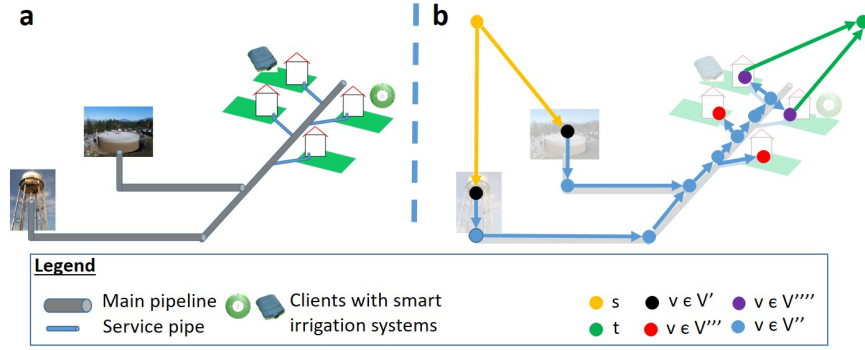 a
b
Legend
Main pipeline
Service pipe
Clients with smart
irrigation systems
s
v ϵ V'
v ϵ V''''
t
v ϵ V'''
v ϵ V''